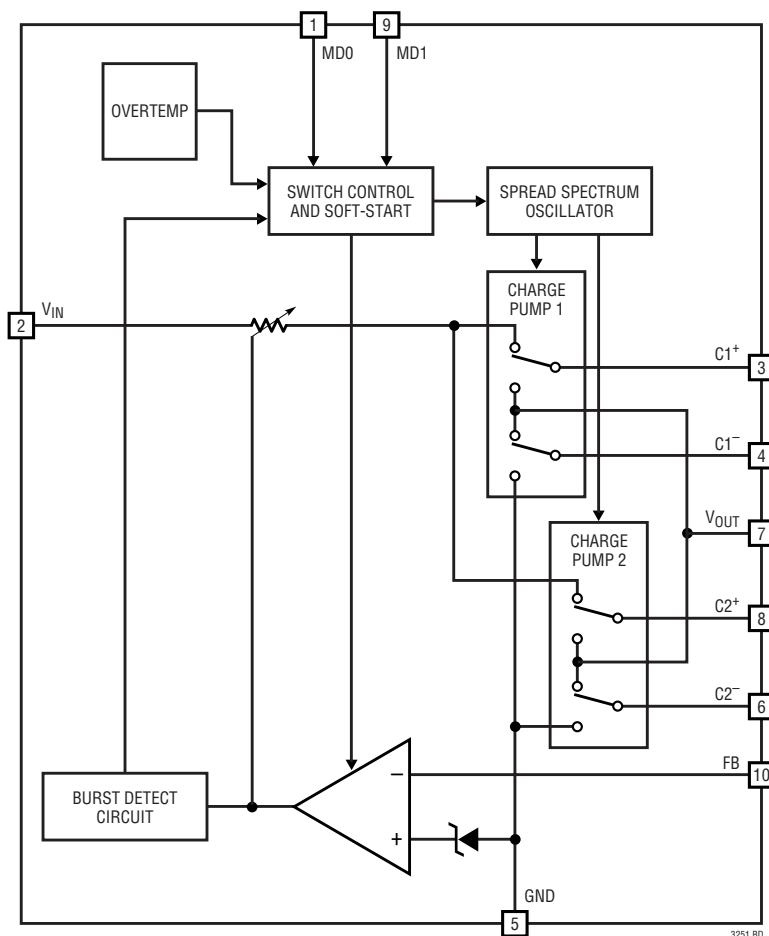 1
9
MD0
MD1
OVERTEMP
SWITCH CONTROL
AND SOFT-START
SPREAD SPECTRUM
OSCILLATOR
CHARGE
PUMP 1
2
VIN
C1+
3
C1–
4
VOUT
7
CHARGE
PUMP 2
C2+
8
C2–
6
FB
10
–
+
BURST DETECT
CIRCUIT
GND
5
3251 BD